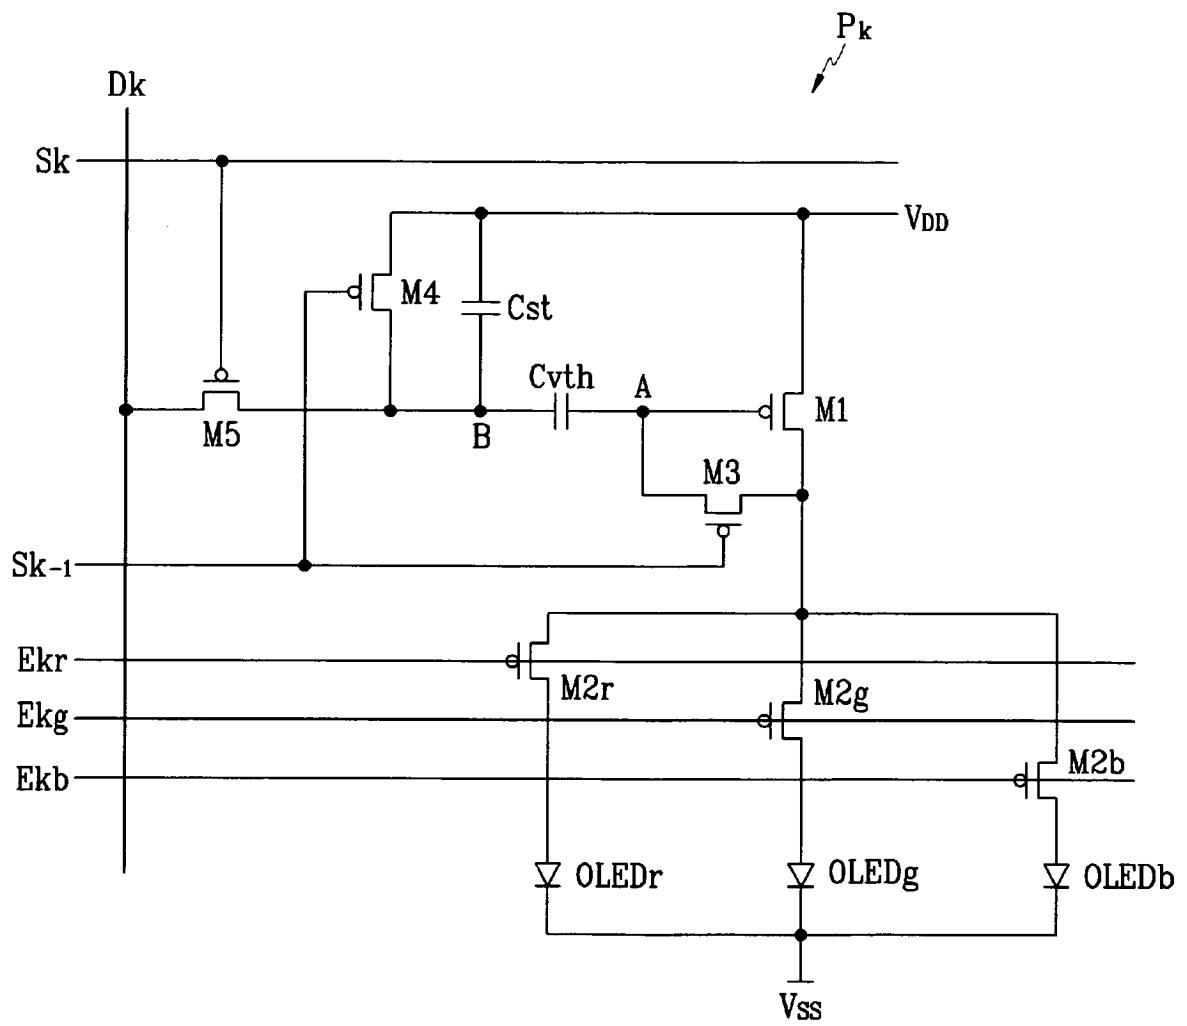 Pk
Dk
Sk
VDD
M4
Cst
Cvth
A
M1
M5
B
M3
Sk-1
Ekr
M2r
M2g
Ekg
M2b
Ekb
OLEDr
OLEDg
OLEDb
VSS